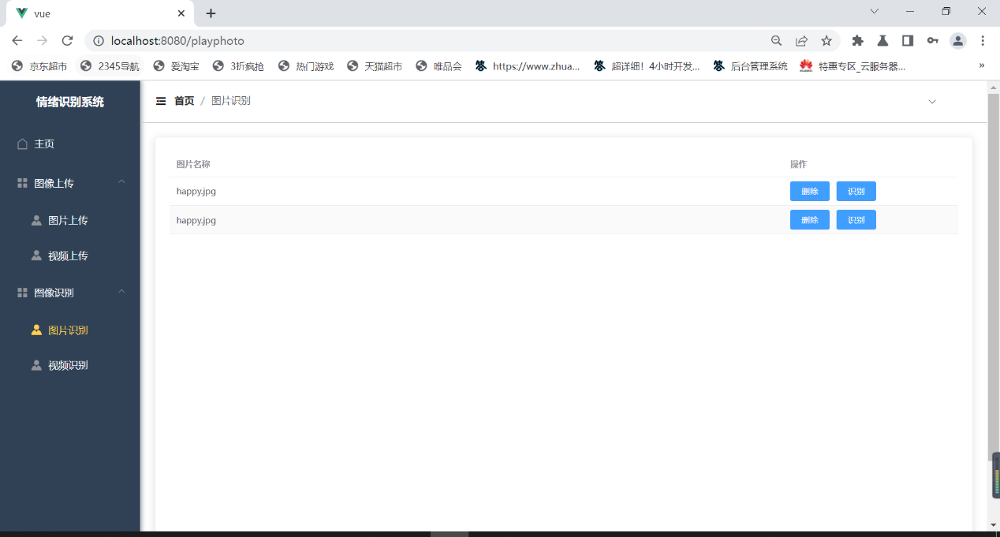 vue
localhost:8080/playphoto
京东超市 2345导航 爱淘宝 3折疯抢 热门游戏 天猫超市 唯品会 https://www.zhua... 超详细！4小时开发... 后台管理系统 特惠专区_云服务器... »
情绪识别系统
首页 / 图片识别
主页
图像上传
图片上传
视频上传
图像识别
图片识别
视频识别
图片名称 操作
happy.jpg 删除 识别
happy.jpg 删除 识别